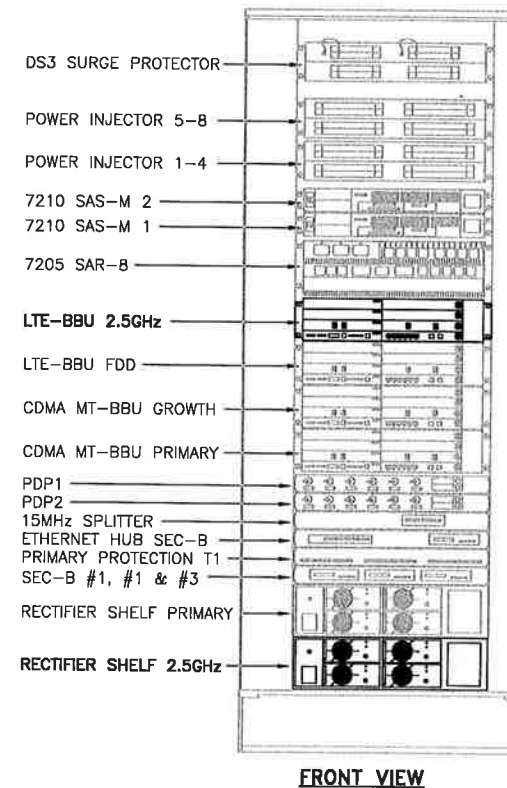 DS3 SURGE PROTECTOR
POWER INJECTOR 5-8
POWER INJECTOR 1-4
7210 SAS-M 2
7210 SAS-M 1
7205 SAR-8
LTE-BBU 2.5GHz
LTE-BBU FDD
CDMA MT-BBU GROWTH
CDMA MT-BBU PRIMARY
PDP1
PDP2
15MHz SPLITTER
ETHERNET HUB SEC-B
PRIMARY PROTECTION T1
SEC-B #1, #1 & #3
RECTIFIER SHELF PRIMARY
RECTIFIER SHELF 2.5GHz
FRONT VIEW